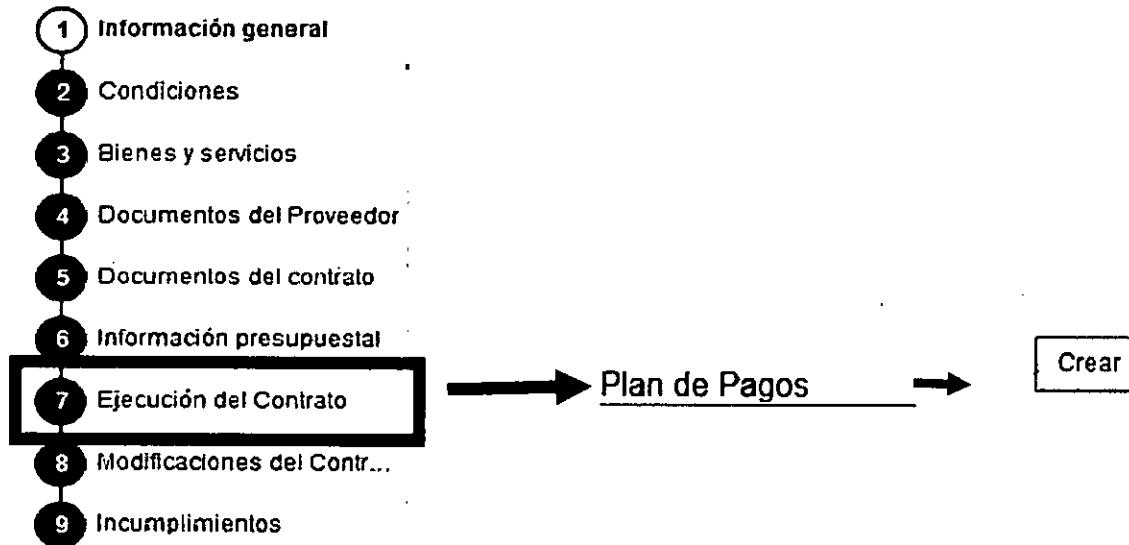 1 Información general
2 Condiciones
3 Bienes y servicios
4 Documentos del Proveedor
5 Documentos del contrato
6 Información presupuestal
7 Ejecución del Contrato
Plan de Pagos
Crear
8 Modificaciones del Contr...
9 Incumplimientos